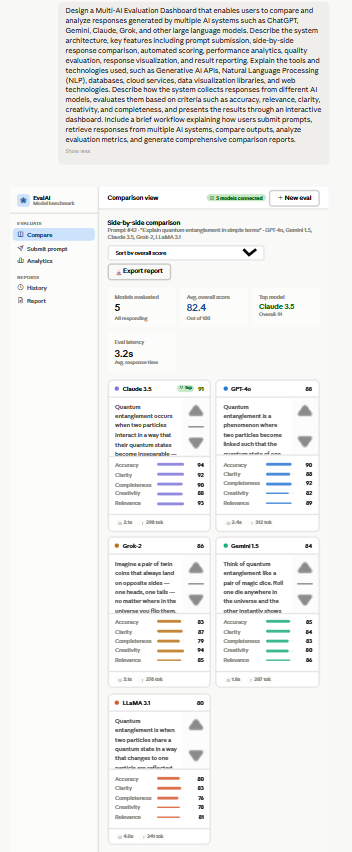 Design a Multi-AI Evaluation Dashboard that enables users to compare and
analyze responses generated by multiple AI systems such as ChatGPT,
Gemini, Claude, Grok, and other large language models. Describe the system
architecture, key features including prompt submission, side-by-side
response comparison, automated scoring, performance analytics, quality
evaluation, response visualization, and result reporting. Explain the tools and
technologies used, such as Generative AI APIs, Natural Language Processing
(NLP), databases, cloud services, data visualization libraries, and web
technologies. Describe how the system collects responses from different AI
models, evaluates them based on criteria such as accuracy, relevance, clarity,
creativity, and completeness, and presents the results through an interactive
dashboard. Include a brief workflow explaining how users submit prompts,
retrieve responses from multiple AI systems, compare outputs, analyze
evaluation metrics, and generate comprehensive comparison reports.
Show less
EvalAI
Model benchmark
Comparison view
5 models connected
+ New eval
EVALUATE
Compare
Submit prompt
Analytics
REPORTS
History
Report
Side-by-side comparison
Prompt #42 · "Explain quantum entanglement in simple terms" · GPT-4o, Gemini 1.5,
Claude 3.5, Grok-2, LLaMA 3.1
Sort by overall score
Export report
Models evaluated
5
All responding
Avg. overall score
82.4
Out of 100
Top model
Claude 3.5
Overall: 91
Eval latency
3.2s
Avg. response time
Claude 3.5 Top 91
Quantum
entanglement occurs
when two particles
interact in a way that
their quantum states
become inseparable —
Accuracy 94
Clarity 92
Completeness 90
Creativity 88
Relevance 93
2.1s 298 tok
GPT-4o 88
Quantum
entanglement is a
phenomenon where
two particles become
linked such that the
quantum state of one
Accuracy 90
Clarity 88
Completeness 92
Creativity 82
Relevance 89
2.4s 312 tok
Grok-2 86
Imagine a pair of twin
coins that always land
on opposite sides —
one heads, one tails —
no matter where in the
universe you flip them.
Accuracy 83
Clarity 87
Completeness 79
Creativity 94
Relevance 85
3.1s 276 tok
Gemini 1.5 84
Think of quantum
entanglement like a
pair of magic dice. Roll
one die anywhere in
the universe and the
other instantly shows
Accuracy 85
Clarity 84
Completeness 83
Creativity 80
Relevance 86
1.8s 287 tok
LLaMA 3.1 80
Quantum
entanglement is when
two particles share a
quantum state in a way
that changes to one
particle are reflected
Accuracy 80
Clarity 83
Completeness 76
Creativity 78
Relevance 81
4.0s 241 tok